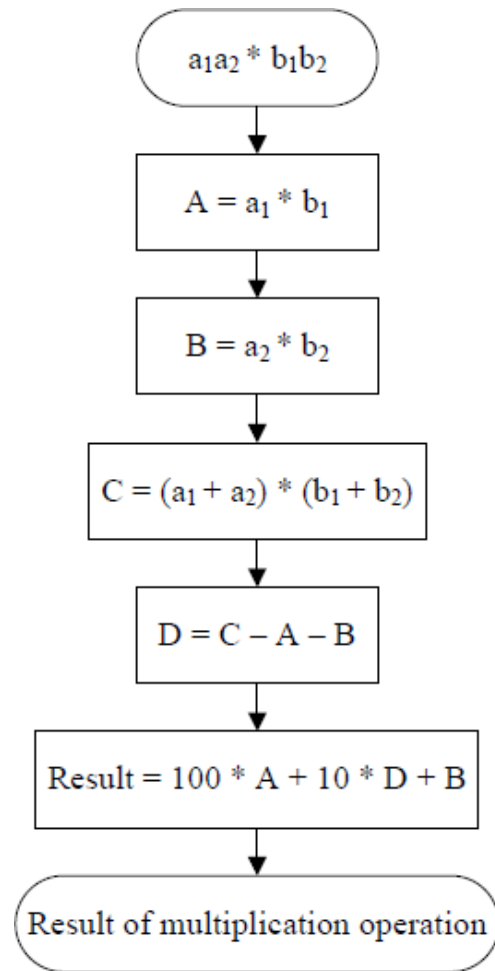 a₁a₂ * b₁b₂
A = a₁ * b₁
B = a₂ * b₂
C = (a₁ + a₂) * (b₁ + b₂)
D = C – A – B
Result = 100 * A + 10 * D + B
Result of multiplication operation